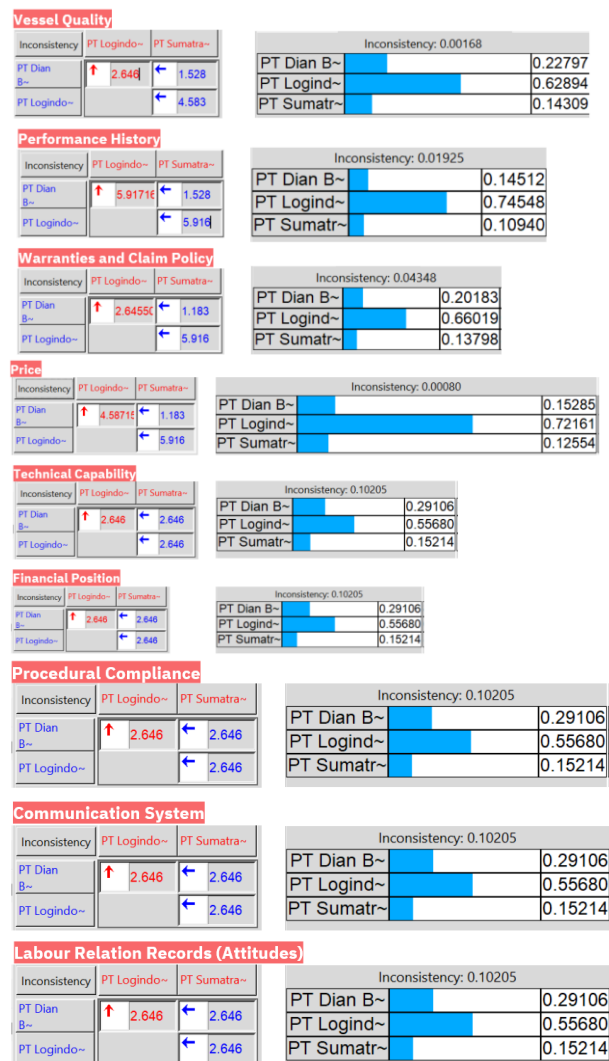 Vessel Quality
Inconsistency PT Logindo~ PT Sumatra~
PT Dian B~ 2.646 1.528
PT Logindo~ 4.583
Inconsistency: 0.00168
PT Dian B~ 0.22797
PT Logind~ 0.62894
PT Sumatr~ 0.14309
Performance History
Inconsistency PT Logindo~ PT Sumatra~
PT Dian B~ 5.91716 1.528
PT Logindo~ 5.916
Inconsistency: 0.01925
PT Dian B~ 0.14512
PT Logind~ 0.74548
PT Sumatr~ 0.10940
Warranties and Claim Policy
Inconsistency PT Logindo~ PT Sumatra~
PT Dian B~ 2.6455 1.183
PT Logindo~ 5.916
Inconsistency: 0.04348
PT Dian B~ 0.20183
PT Logind~ 0.66019
PT Sumatr~ 0.13798
Price
Inconsistency PT Logindo~ PT Sumatra~
PT Dian B~ 4.58715 1.183
PT Logindo~ 5.916
Inconsistency: 0.00080
PT Dian B~ 0.15285
PT Logind~ 0.72161
PT Sumatr~ 0.12554
Technical Capability
Inconsistency PT Logindo~ PT Sumatra~
PT Dian B~ 2.646 2.646
PT Logindo~ 2.646
Inconsistency: 0.10205
PT Dian B~ 0.29106
PT Logind~ 0.55680
PT Sumatr~ 0.15214
Financial Position
Inconsistency PT Logindo~ PT Sumatra~
PT Dian B~ 2.646 2.646
PT Logindo~ 2.646
Inconsistency: 0.10205
PT Dian B~ 0.29106
PT Logind~ 0.55680
PT Sumatr~ 0.15214
Procedural Compliance
Inconsistency PT Logindo~ PT Sumatra~
PT Dian B~ 2.646 2.646
PT Logindo~ 2.646
Inconsistency: 0.10205
PT Dian B~ 0.29106
PT Logind~ 0.55680
PT Sumatr~ 0.15214
Communication System
Inconsistency PT Logindo~ PT Sumatra~
PT Dian B~ 2.646 2.646
PT Logindo~ 2.646
Inconsistency: 0.10205
PT Dian B~ 0.29106
PT Logind~ 0.55680
PT Sumatr~ 0.15214
Labour Relation Records (Attitudes)
Inconsistency PT Logindo~ PT Sumatra~
PT Dian B~ 2.646 2.646
PT Logindo~ 2.646
Inconsistency: 0.10205
PT Dian B~ 0.29106
PT Logind~ 0.55680
PT Sumatr~ 0.15214